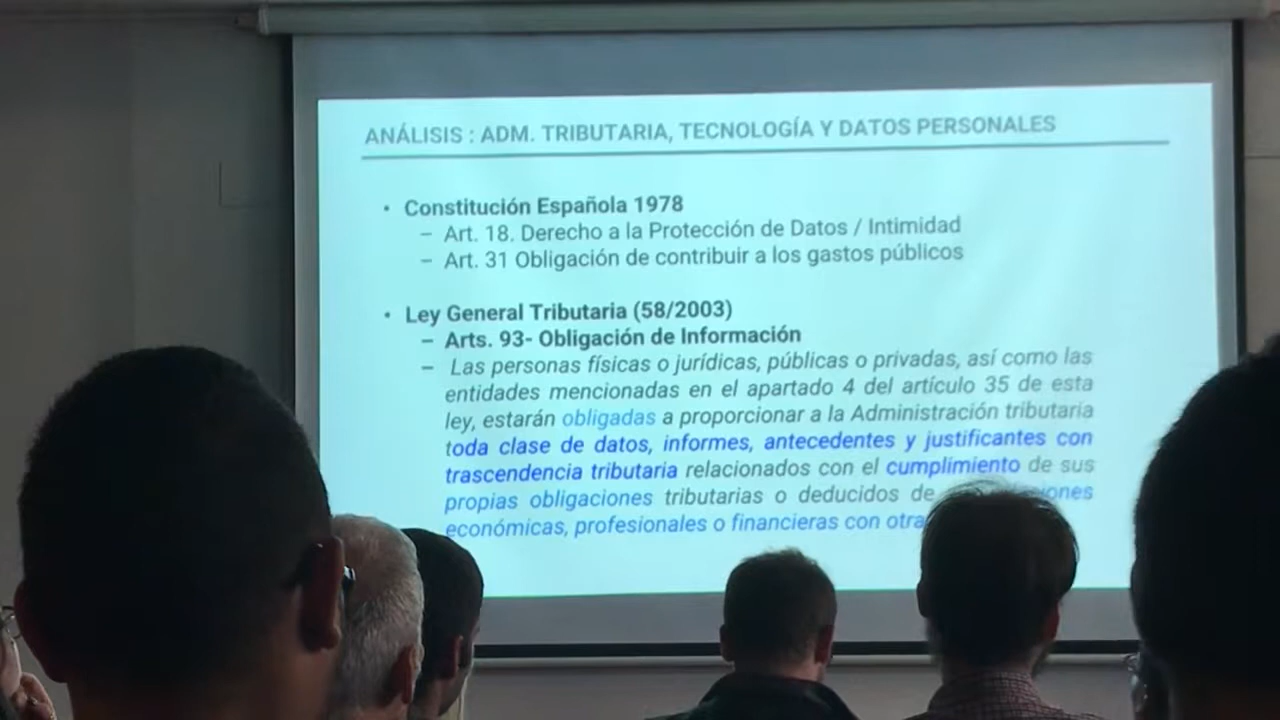 ANÁLISIS : ADM. TRIBUTARIA, TECNOLOGÍA Y DATOS PERSONALES
• Constitución Española 1978
– Art. 18. Derecho a la Protección de Datos / Intimidad
– Art. 31 Obligación de contribuir a los gastos públicos
• Ley General Tributaria (58/2003)
– Arts. 93- Obligación de Información
– Las personas físicas o jurídicas, públicas o privadas, así como las
entidades mencionadas en el apartado 4 del artículo 35 de esta
ley, estarán obligadas a proporcionar a la Administración tributaria
toda clase de datos, informes, antecedentes y justificantes con
trascendencia tributaria relacionados con el cumplimiento de sus
propias obligaciones tributarias o deducidos de
económicas, profesionales o financieras con